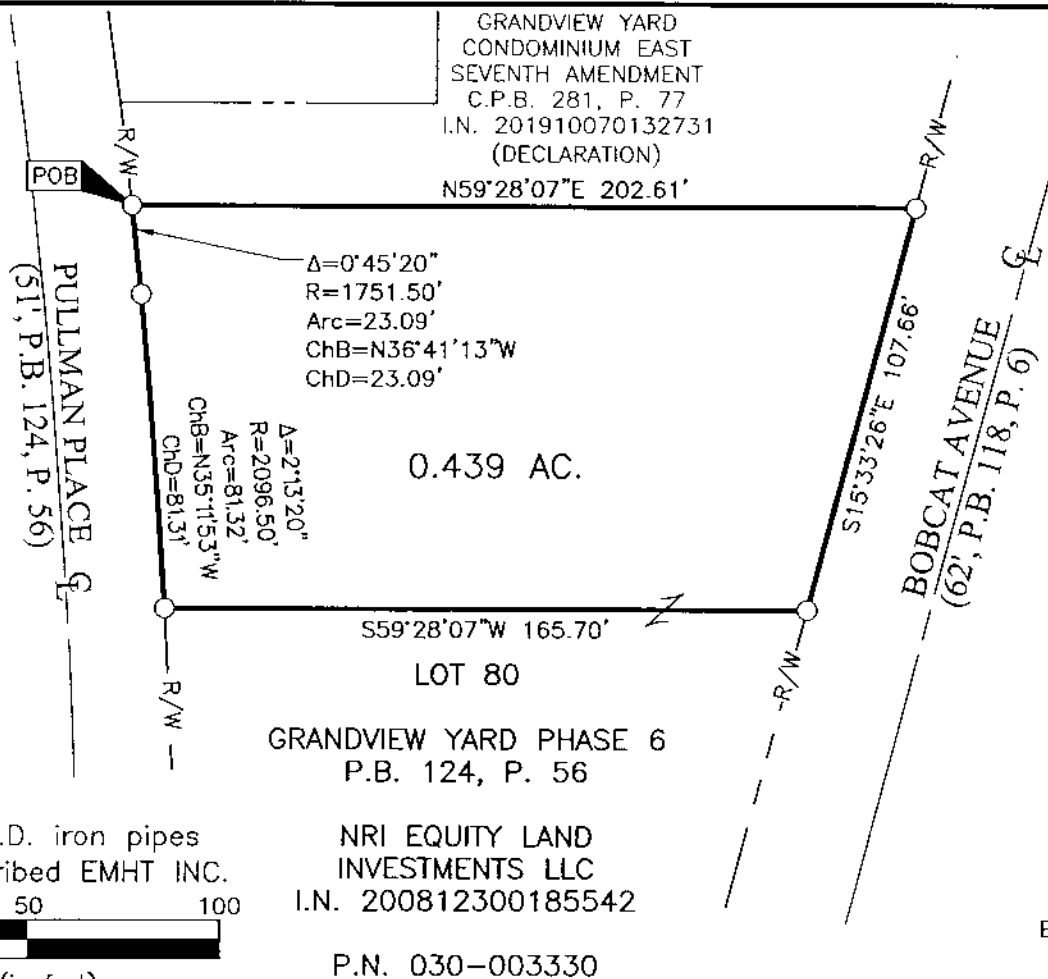 GRANDVIEW YARD
CONDOMINIUM EAST
SEVENTH AMENDMENT
C.P.B. 281, P. 77
I.N. 201910070132731
(DECLARATION)
R/W
R/W
POB
N59°28'07"E 202.61'
Δ=0°45'20"
R=1751.50'
Arc=23.09'
ChB=N36°41'13"W
ChD=23.09'
PULLMAN PLACE ℄
(51', P.B. 124, P. 56)
Δ=2°13'20"
R=2096.50'
Arc=81.32'
ChB=N35°11'53"W
ChD=81.31'
0.439 AC.
S15°33'26"E 107.66'
BOBCAT AVENUE ℄
(62', P.B. 118, P. 6)
S59°28'07"W 165.70'
R/W
R/W
LOT 80
GRANDVIEW YARD PHASE 6
P.B. 124, P. 56
.D. iron pipes
ribed EMHT INC.
50 100
NRI EQUITY LAND
INVESTMENTS LLC
I.N. 200812300185542
P.N. 030-003330